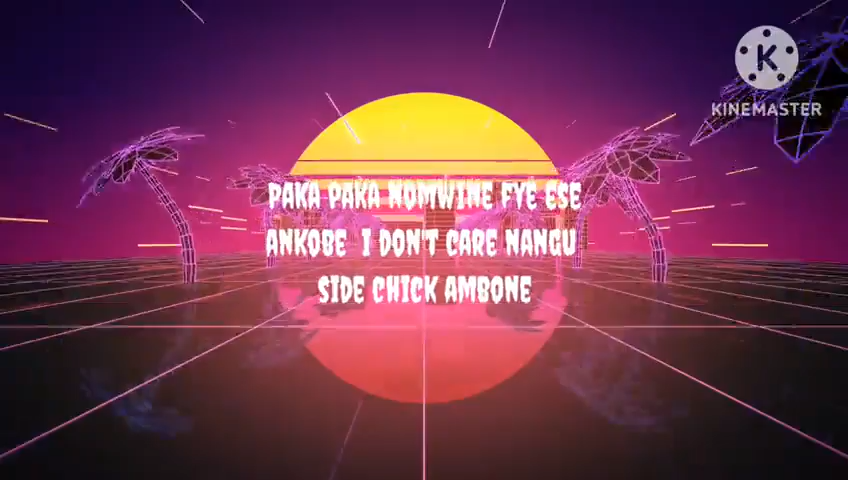 KINEMASTER
PAKA PAKA NOMWINE FYE ESE
ANKOBE I DON'T CARE NANGU
SIDE CHICK AMBONE